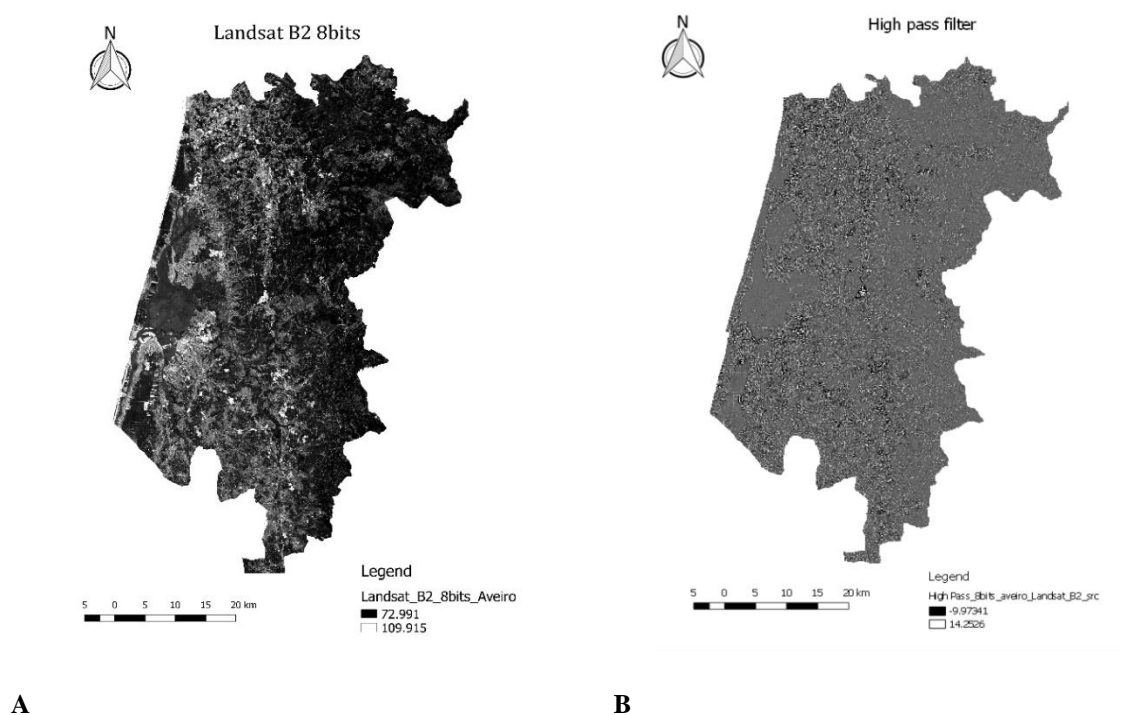 N
Landsat B2 8bits
Legend
Landsat_B2_8bits_Aveiro
72.991
109.915
5 0 5 10 15 20 km
A
N
High pass filter
Legend
High Pass_8bits_aveiro_Landsat_B2_src
-9.97341
14.2526
5 0 5 10 15 20 km
B